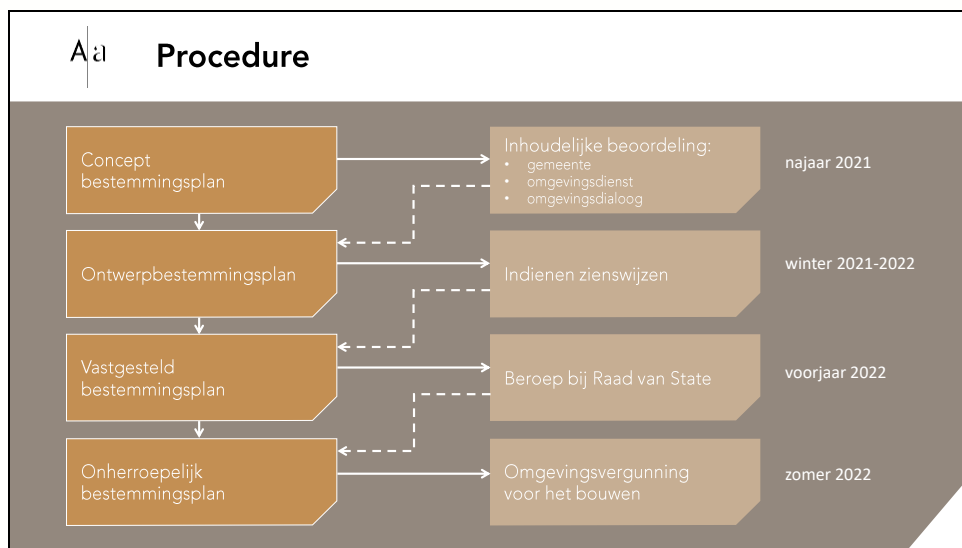 A a
Procedure
Concept
bestemmingsplan
Inhoudelijke beoordeling:
• gemeente
• omgevingsdienst
• omgevingsdialoog
najaar 2021
Ontwerpbestemmingsplan
Indienen zienswijzen
winter 2021-2022
Vastgesteld
bestemmingsplan
Beroep bij Raad van State
voorjaar 2022
Onherroepelijk
bestemmingsplan
Omgevingsvergunning
voor het bouwen
zomer 2022